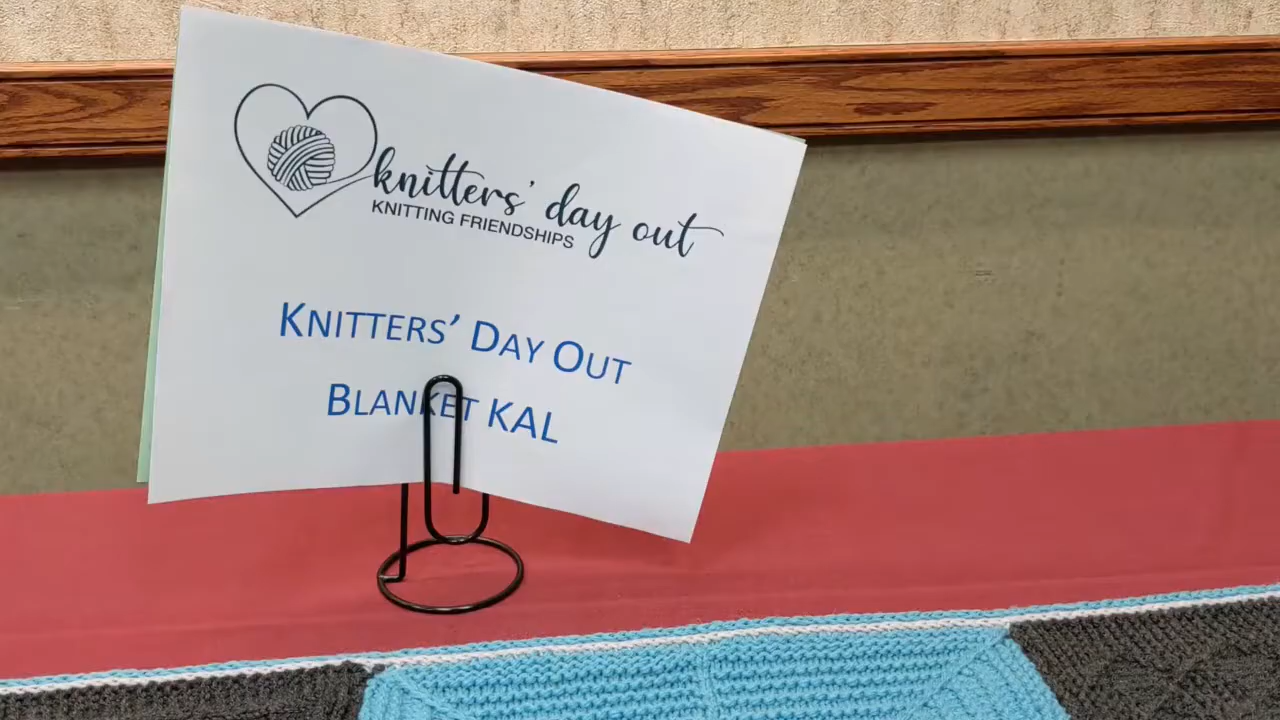 knitters' day out
KNITTING FRIENDSHIPS
KNITTERS' DAY OUT
BLANKET KAL